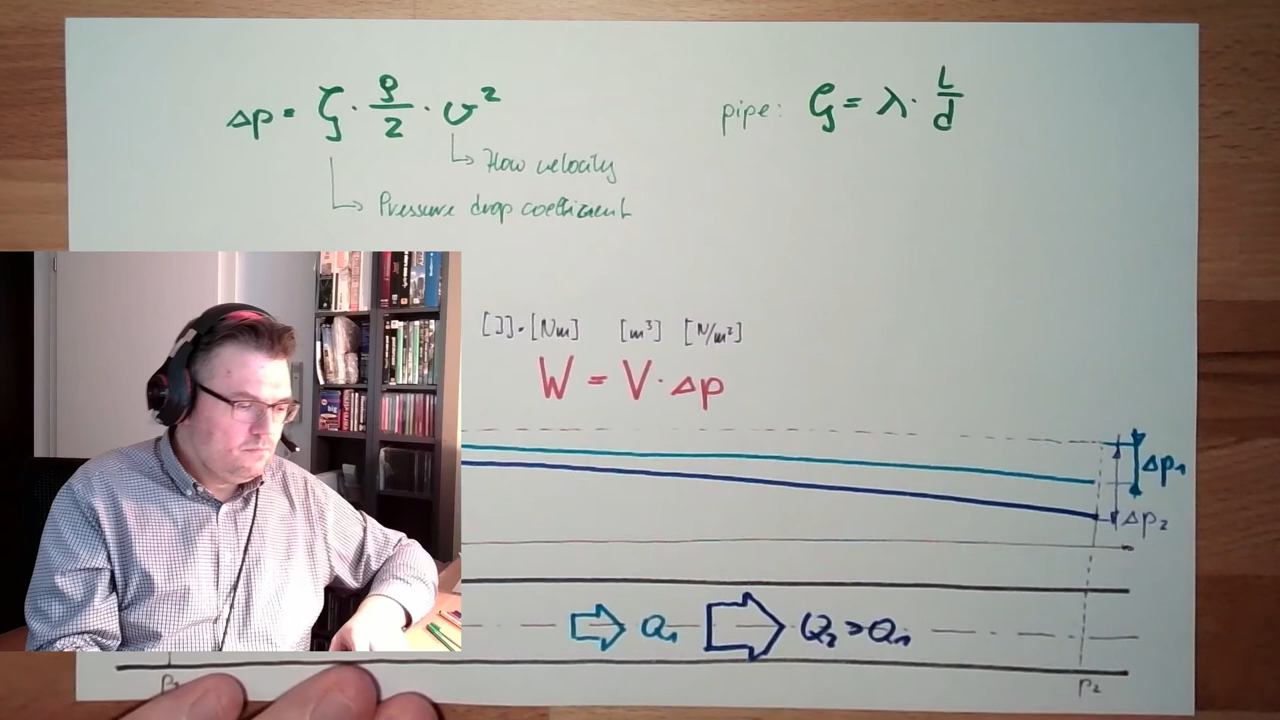 Δp = ζ · ρ/2 · v²
pipe: ζ = λ · L/d
Flow velocity
Pressure drop coefficient
[J] = [Nm] [m³] [N/m²]
W = V · Δp
Δp₁
Δp₂
Q₁ Q₂ > Q₁
p₂
big